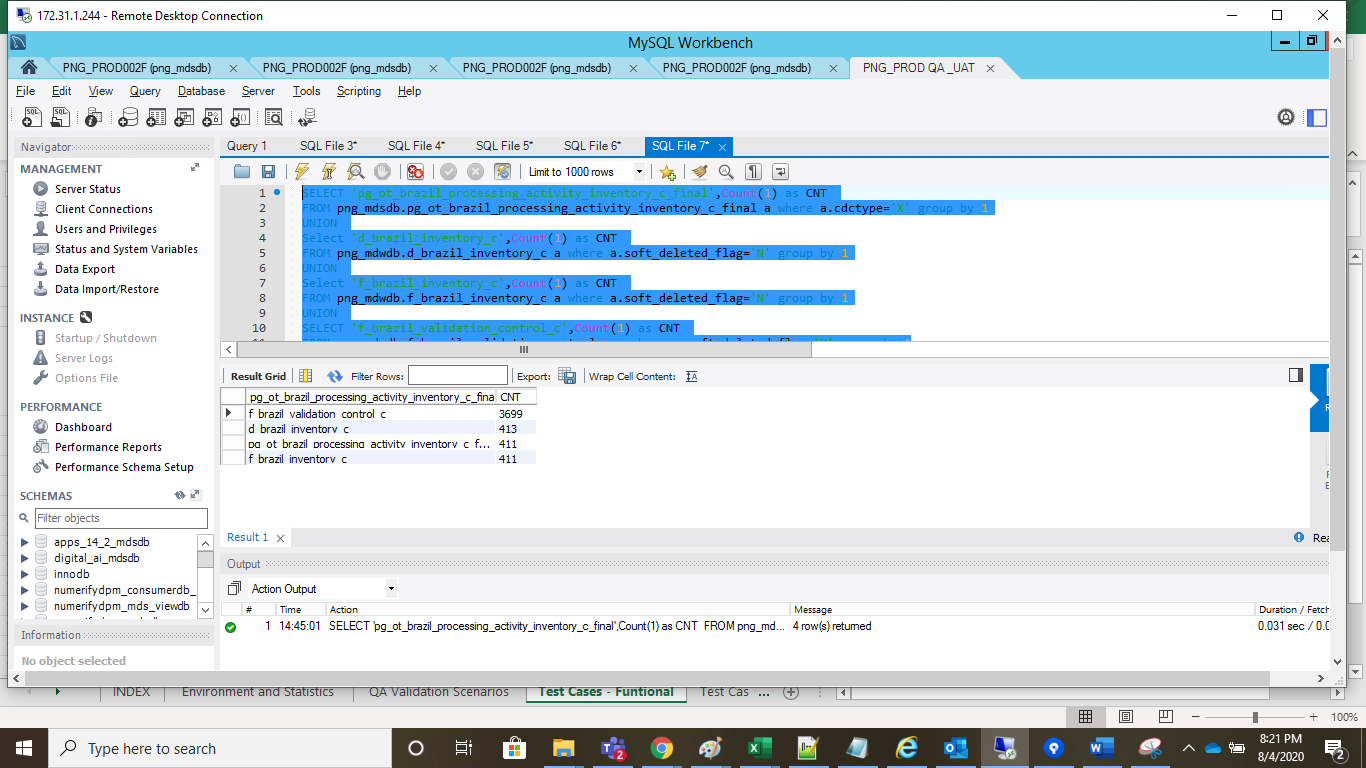 172.31.1.244 - Remote Desktop Connection
MySQL Workbench
PNG_PROD002F (png_mdsdb)
PNG_PROD002F (png_mdsdb)
PNG_PROD002F (png_mdsdb)
PNG_PROD002F (png_mdsdb)
PNG_PROD QA _UAT
File Edit View Query Database Server Tools Scripting Help
Navigator
MANAGEMENT
Server Status
Client Connections
Users and Privileges
Status and System Variables
Data Export
Data Import/Restore
INSTANCE
Startup / Shutdown
Server Logs
Options File
PERFORMANCE
Dashboard
Performance Reports
Performance Schema Setup
SCHEMAS
Filter objects
apps_14_2_mdsdb
digital_ai_mdsdb
innodb
numerifydpm_consumerdb_
numerifydpm_mds_viewdb
Information
No object selected
Query 1
SQL File 3*
SQL File 4*
SQL File 5*
SQL File 6*
SQL File 7*
Limit to 1000 rows
1 SELECT 'pg_ot_brazil_processing_activity_inventory_c_final',Count(1) as CNT
2 FROM png_mdsdb.pg_ot_brazil_processing_activity_inventory_c_final a where a.cdctype='X' group by 1
3 UNION
4 Select 'd_brazil_inventory_c',Count(1) as CNT
5 FROM png_mdwdb.d_brazil_inventory_c a where a.soft_deleted_flag='N' group by 1
6 UNION
7 Select 'f_brazil_inventory_c',Count(1) as CNT
8 FROM png_mdwdb.f_brazil_inventory_c a where a.soft_deleted_flag='N' group by 1
9 UNION
10 SELECT 'f_brazil_validation_control_c',Count(1) as CNT
Result Grid
Filter Rows:
Export:
Wrap Cell Content:
pg_ot_brazil_processing_activity_inventory_c_fina CNT
f_brazil_validation_control_c 3699
d_brazil_inventory_c 413
pg_ot_brazil_processing_activity_inventory_c_f... 411
f_brazil_inventory_c 411
Result 1
Rea
Output
Action Output
# Time Action Message Duration / Fetch
1 14:45:01 SELECT 'pg_ot_brazil_processing_activity_inventory_c_final',Count(1) as CNT FROM png_md... 4 row(s) returned 0.031 sec / 0.0
INDEX
Environment and Statistics
QA Validation Scenarios
Test Cases - Funtional
Test Cas ...
100%
Type here to search
8:21 PM
8/4/2020
2